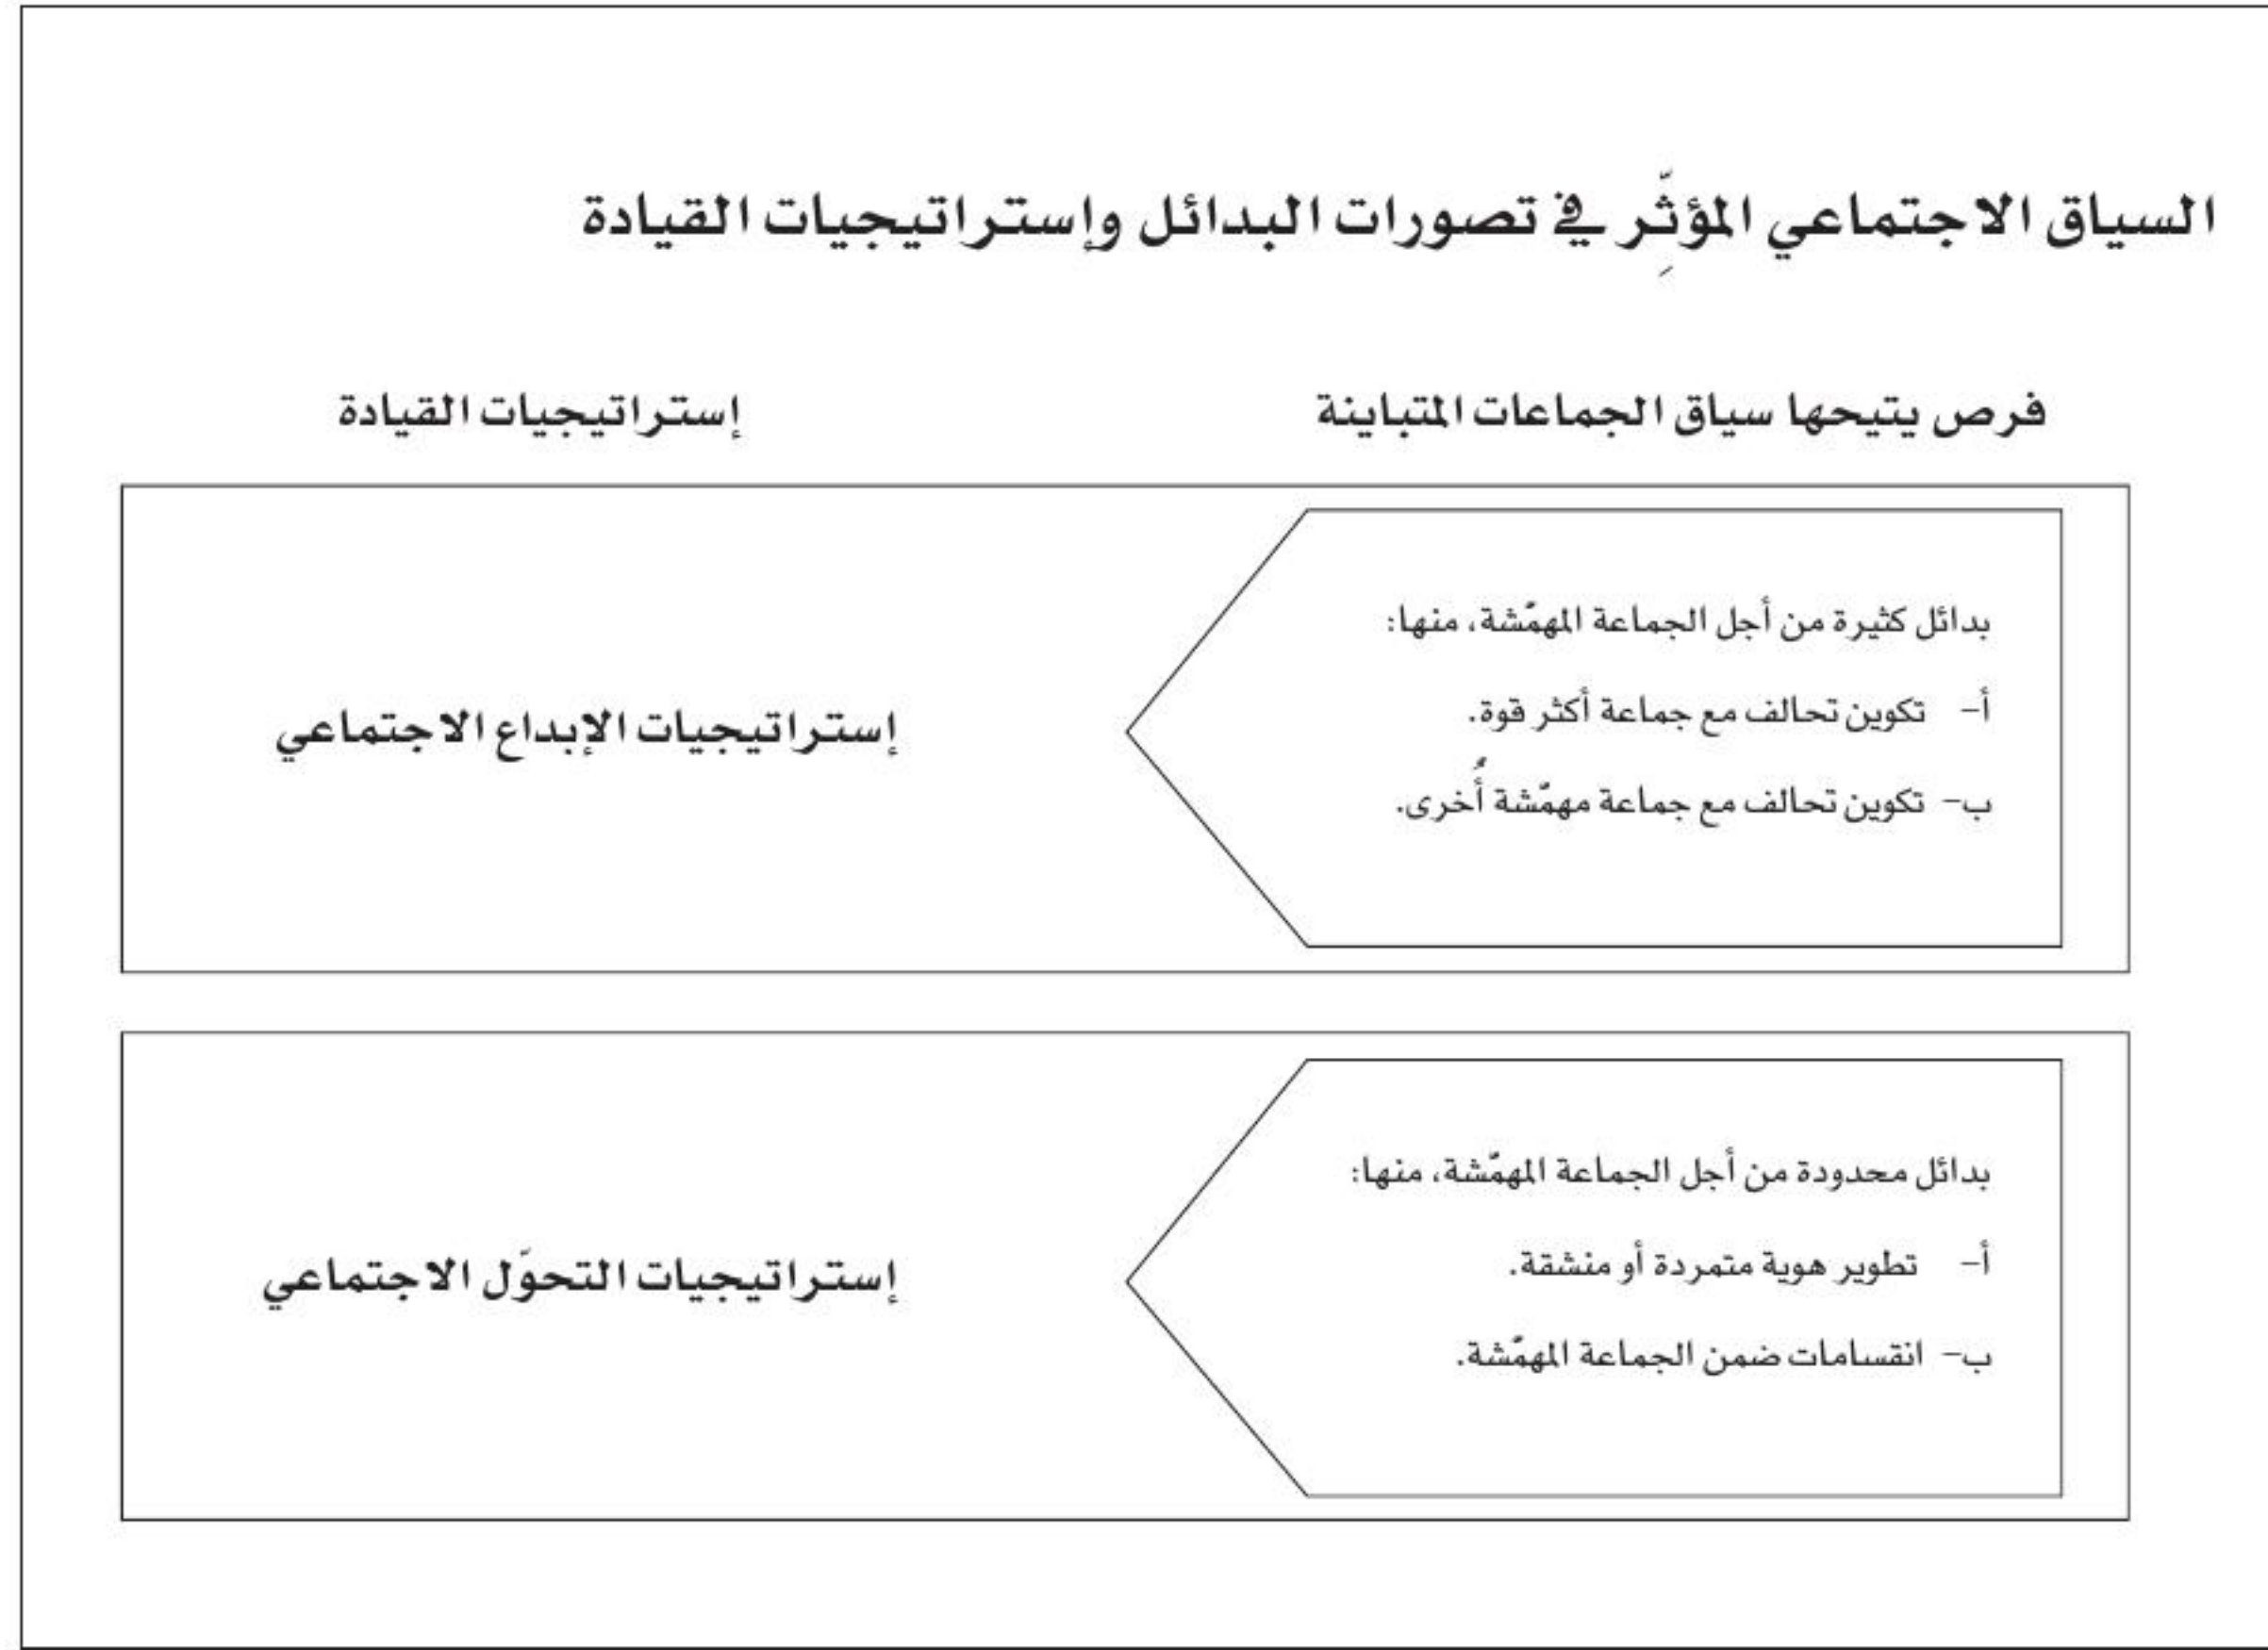 السياق الاجتماعي المؤثِّر في تصورات البدائل وإستراتيجيات القيادة
فرص يتيحها سياق الجماعات المتباينة
إستراتيجيات القيادة
بدائل كثيرة من أجل الجماعة المهمّشة، منها:
أ– تكوين تحالف مع جماعة أكثر قوة.
ب– تكوين تحالف مع جماعة مهمّشة أُخرى.
إستراتيجيات الإبداع الاجتماعي
بدائل محدودة من أجل الجماعة المهمّشة، منها:
أ– تطوير هوية متمردة أو منشقة.
ب– انقسامات ضمن الجماعة المهمّشة.
إستراتيجيات التحوّل الاجتماعي